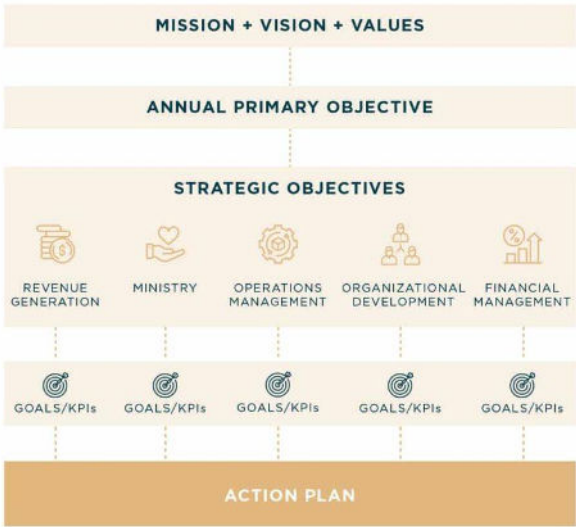 MISSION + VISION + VALUES
ANNUAL PRIMARY OBJECTIVE
STRATEGIC OBJECTIVES
REVENUE
GENERATION
MINISTRY
OPERATIONS
MANAGEMENT
ORGANIZATIONAL
DEVELOPMENT
FINANCIAL
MANAGEMENT
GOALS/KPIs
GOALS/KPIs
GOALS/KPIs
GOALS/KPIs
GOALS/KPIs
ACTION PLAN